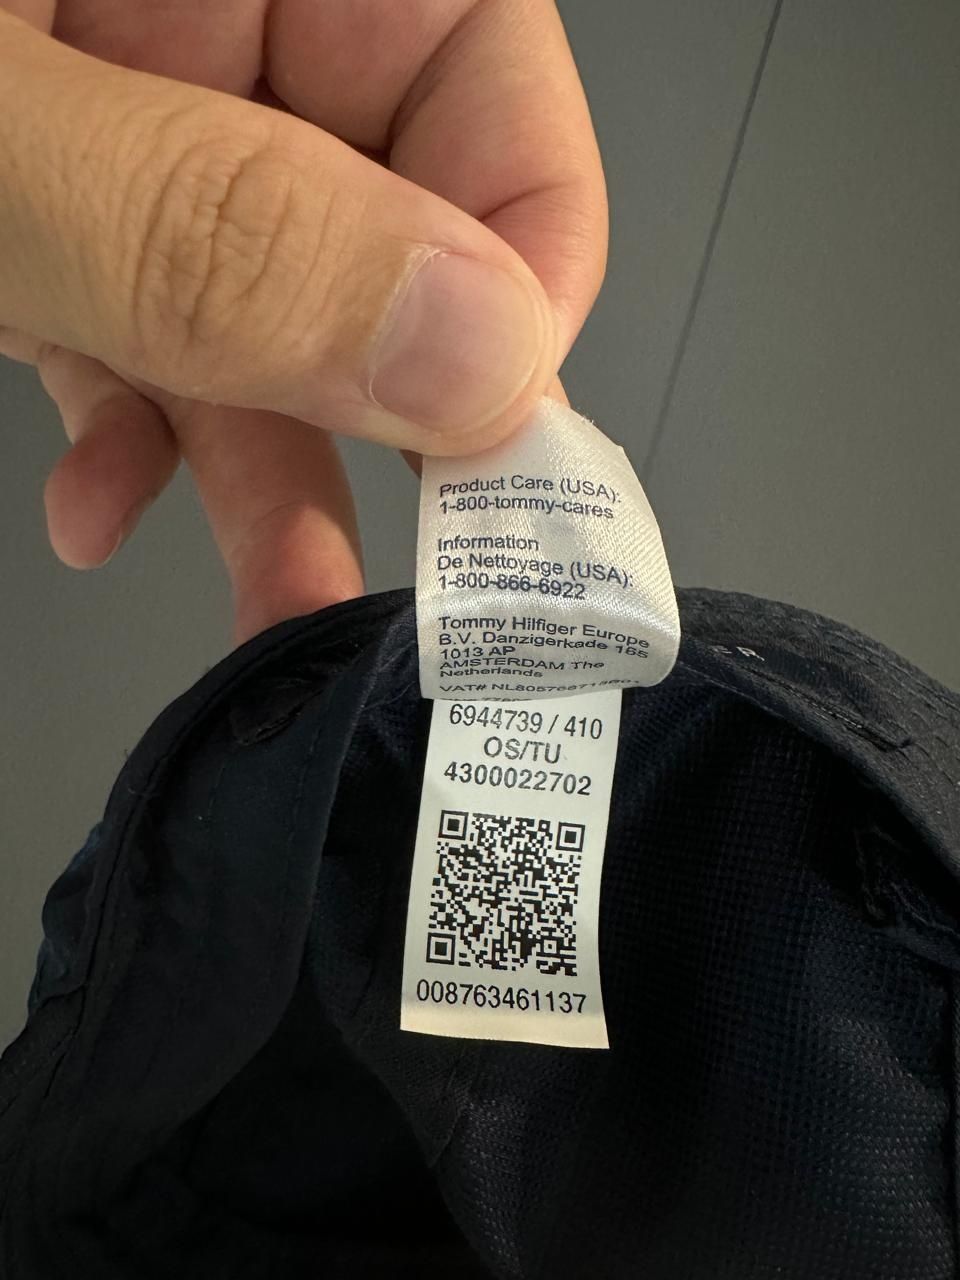 Product Care (USA):
1-800-tommy-cares
Information
De Nettoyage (USA):
1-800-866-6922
Tommy Hilfiger Europe
B.V. Danzigerkade 165
1013 AP
AMSTERDAM The
Netherlands
VAT#
6944739 / 410
OS/TU
4300022702
008763461137